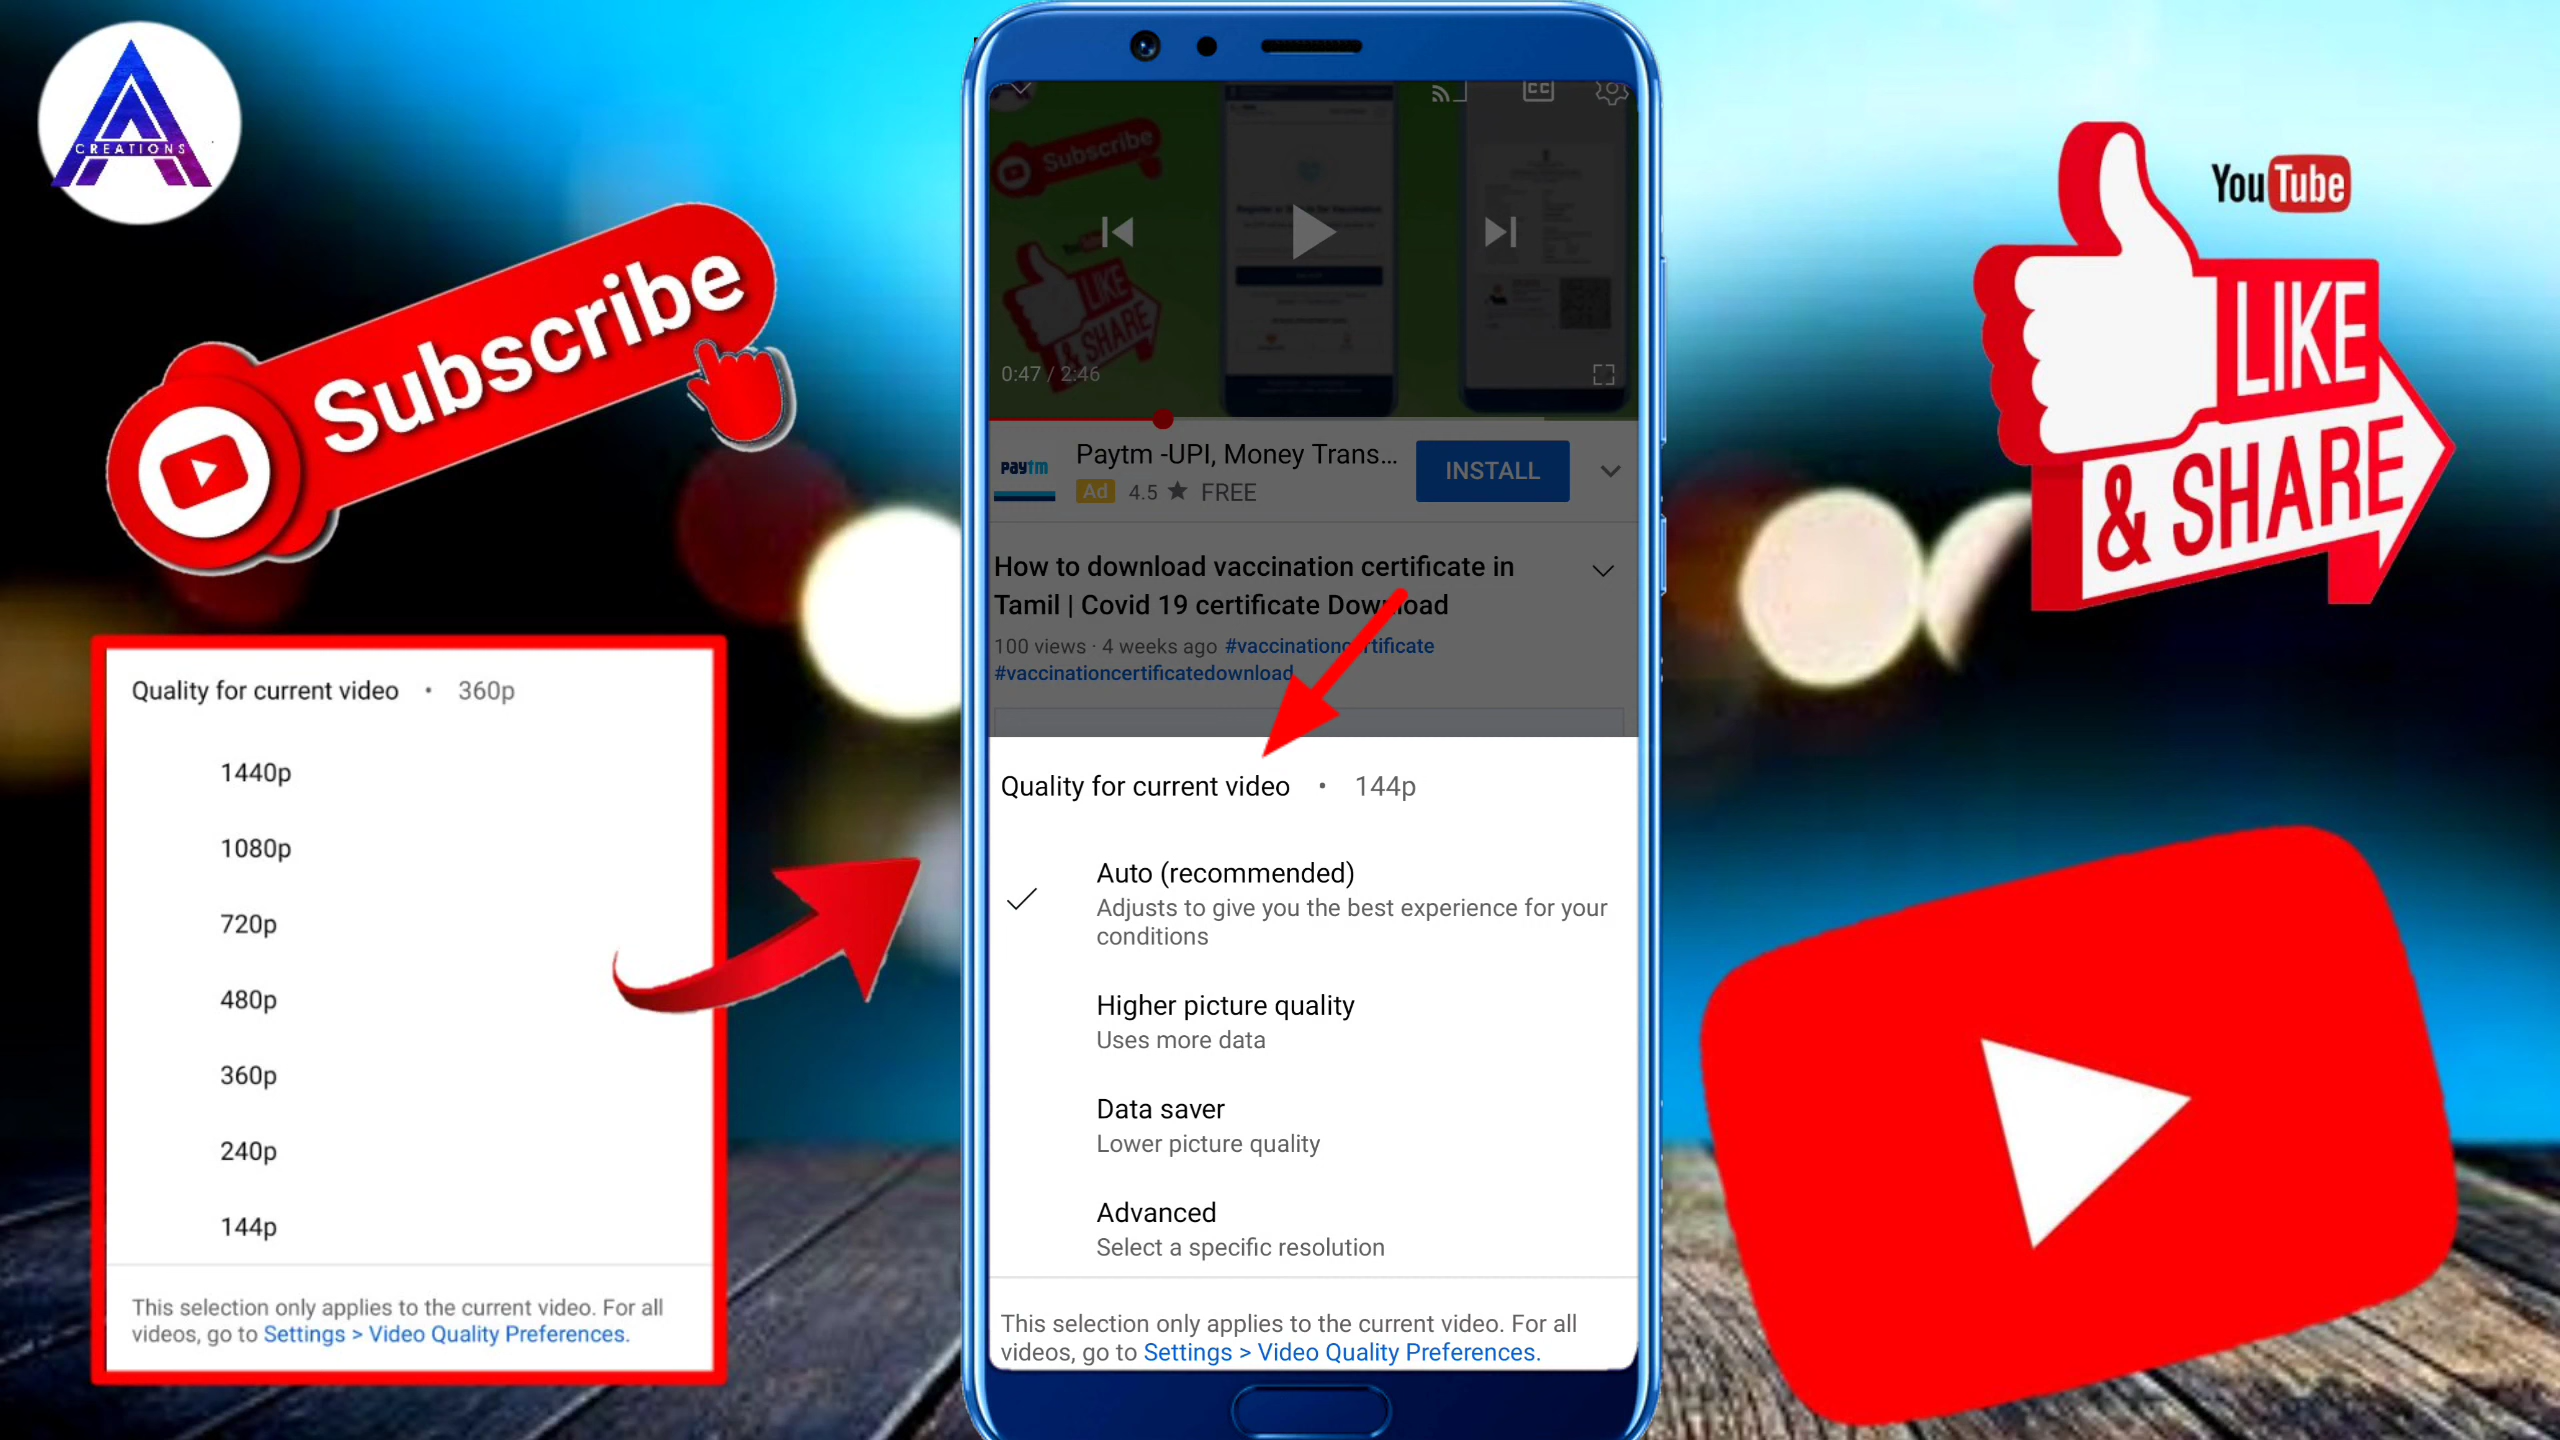 CREATIONS
Subscribe
YouTube
LIKE
& SHARE
Quality for current video • 360p
1440p
1080p
720p
480p
360p
240p
144p
This selection only applies to the current video. For all
videos, go to Settings > Video Quality Preferences.
CC
Subscribe
LIKE
& SHARE
0:47 / 2:46
Paytm
Paytm -UPI, Money Trans...
Ad 4.5 ★ FREE
INSTALL
How to download vaccination certificate in
Tamil | Covid 19 certificate Download
100 views · 4 weeks ago #vaccinationcertificate
#vaccinationcertificatedownload
Quality for current video • 144p
Auto (recommended)
Adjusts to give you the best experience for your
conditions
Higher picture quality
Uses more data
Data saver
Lower picture quality
Advanced
Select a specific resolution
This selection only applies to the current video. For all
videos, go to Settings > Video Quality Preferences.